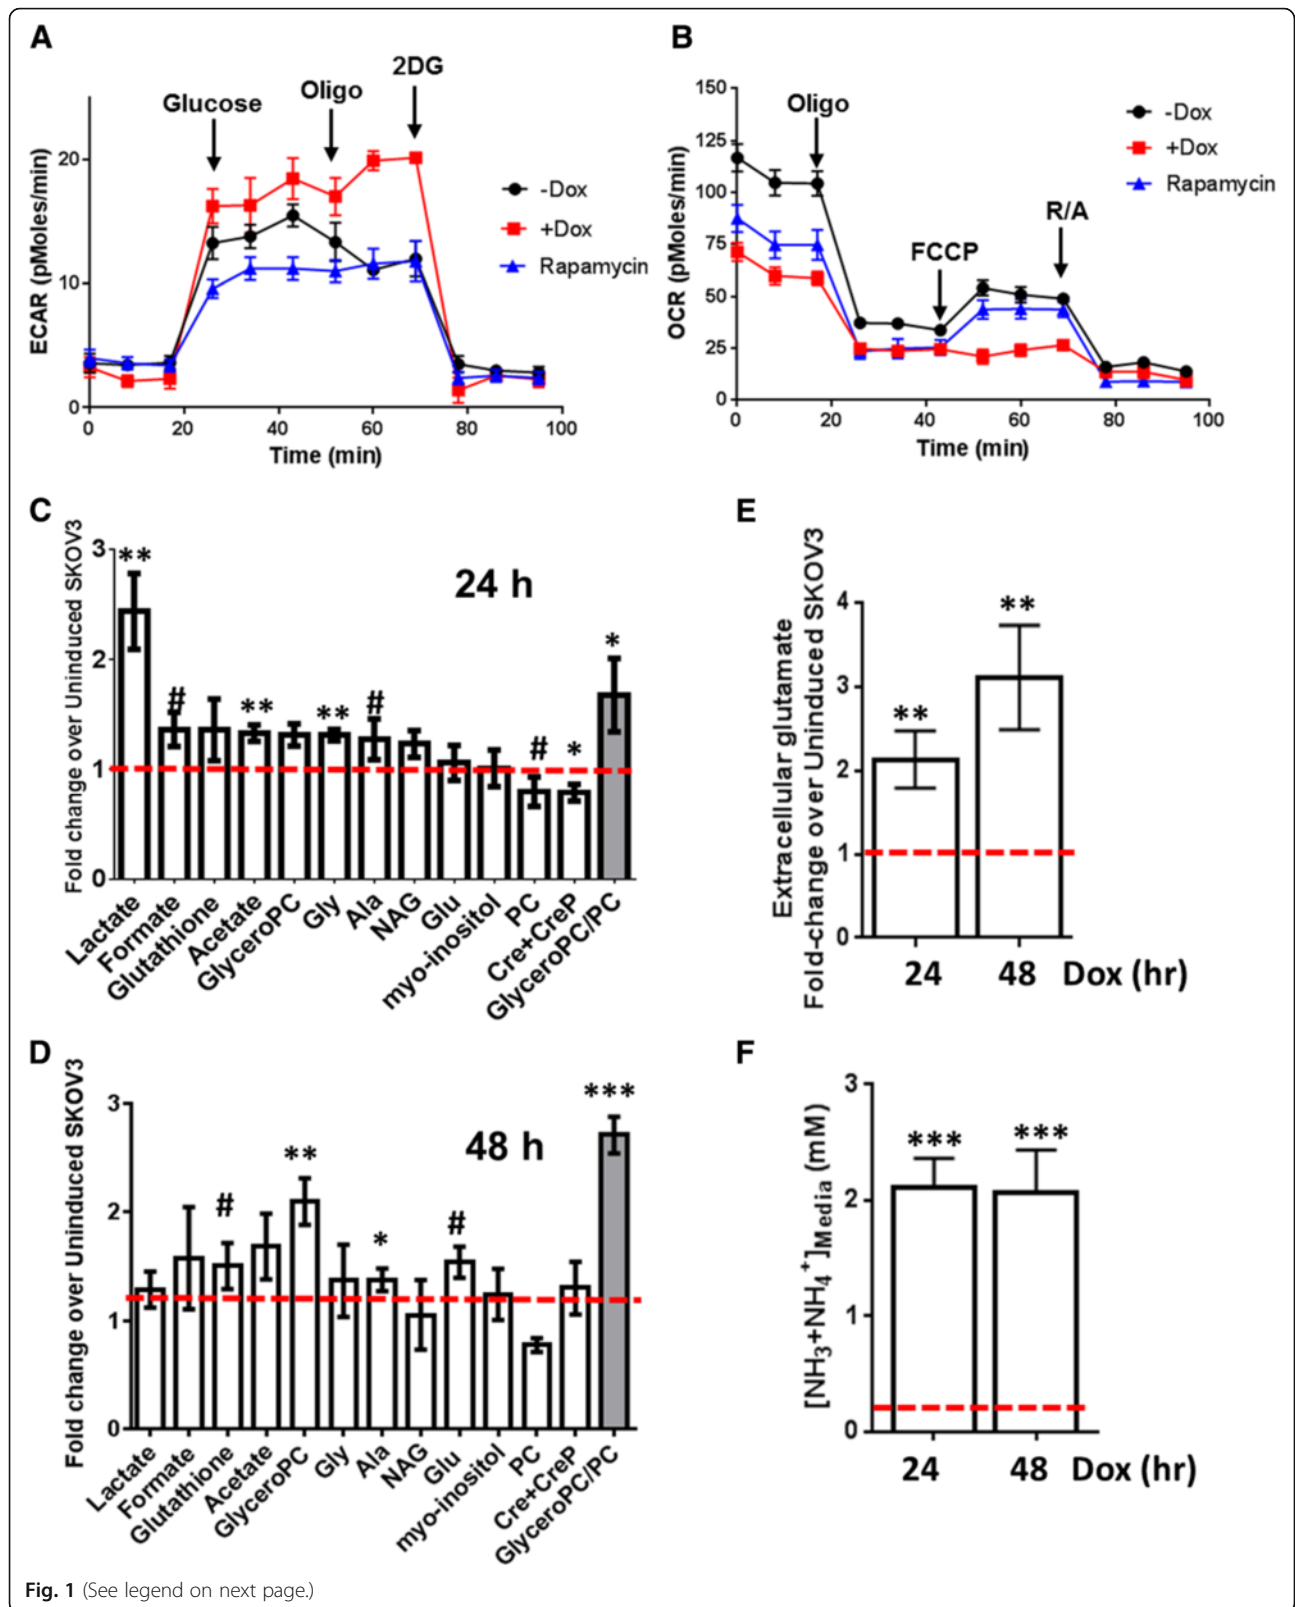 A
Glucose
Oligo
2DG
ECAR (pMoles/min)
20
10
0
0 20 40 60 80 100
Time (min)
-Dox
+Dox
Rapamycin
B
Oligo
FCCP
R/A
OCR (pMoles/min)
150
125
100
75
50
25
0
0 20 40 60 80 100
Time (min)
-Dox
+Dox
Rapamycin
C
24 h
Fold change over Uninduced SKOV3
3
2
1
0
** # ** ** # # * *
Lactate
Formate
Glutathione
Acetate
GlyceroPC
Gly
Ala
NAG
Glu
myo-inositol
PC
Cre+CreP
GlyceroPC/PC
E
Extracellular glutamate
Fold-change over Uninduced SKOV3
4
3
2
1
0
** **
24 48 Dox (hr)
D
48 h
Fold change over Uninduced SKOV3
3
2
1
0
# ** * # ***
Lactate
Formate
Glutathione
Acetate
GlyceroPC
Gly
Ala
NAG
Glu
myo-inositol
PC
Cre+CreP
GlyceroPC/PC
F
[NH₃+NH₄⁺]Media (mM)
3
2
1
0
*** ***
24 48 Dox (hr)
Fig. 1 (See legend on next page.)